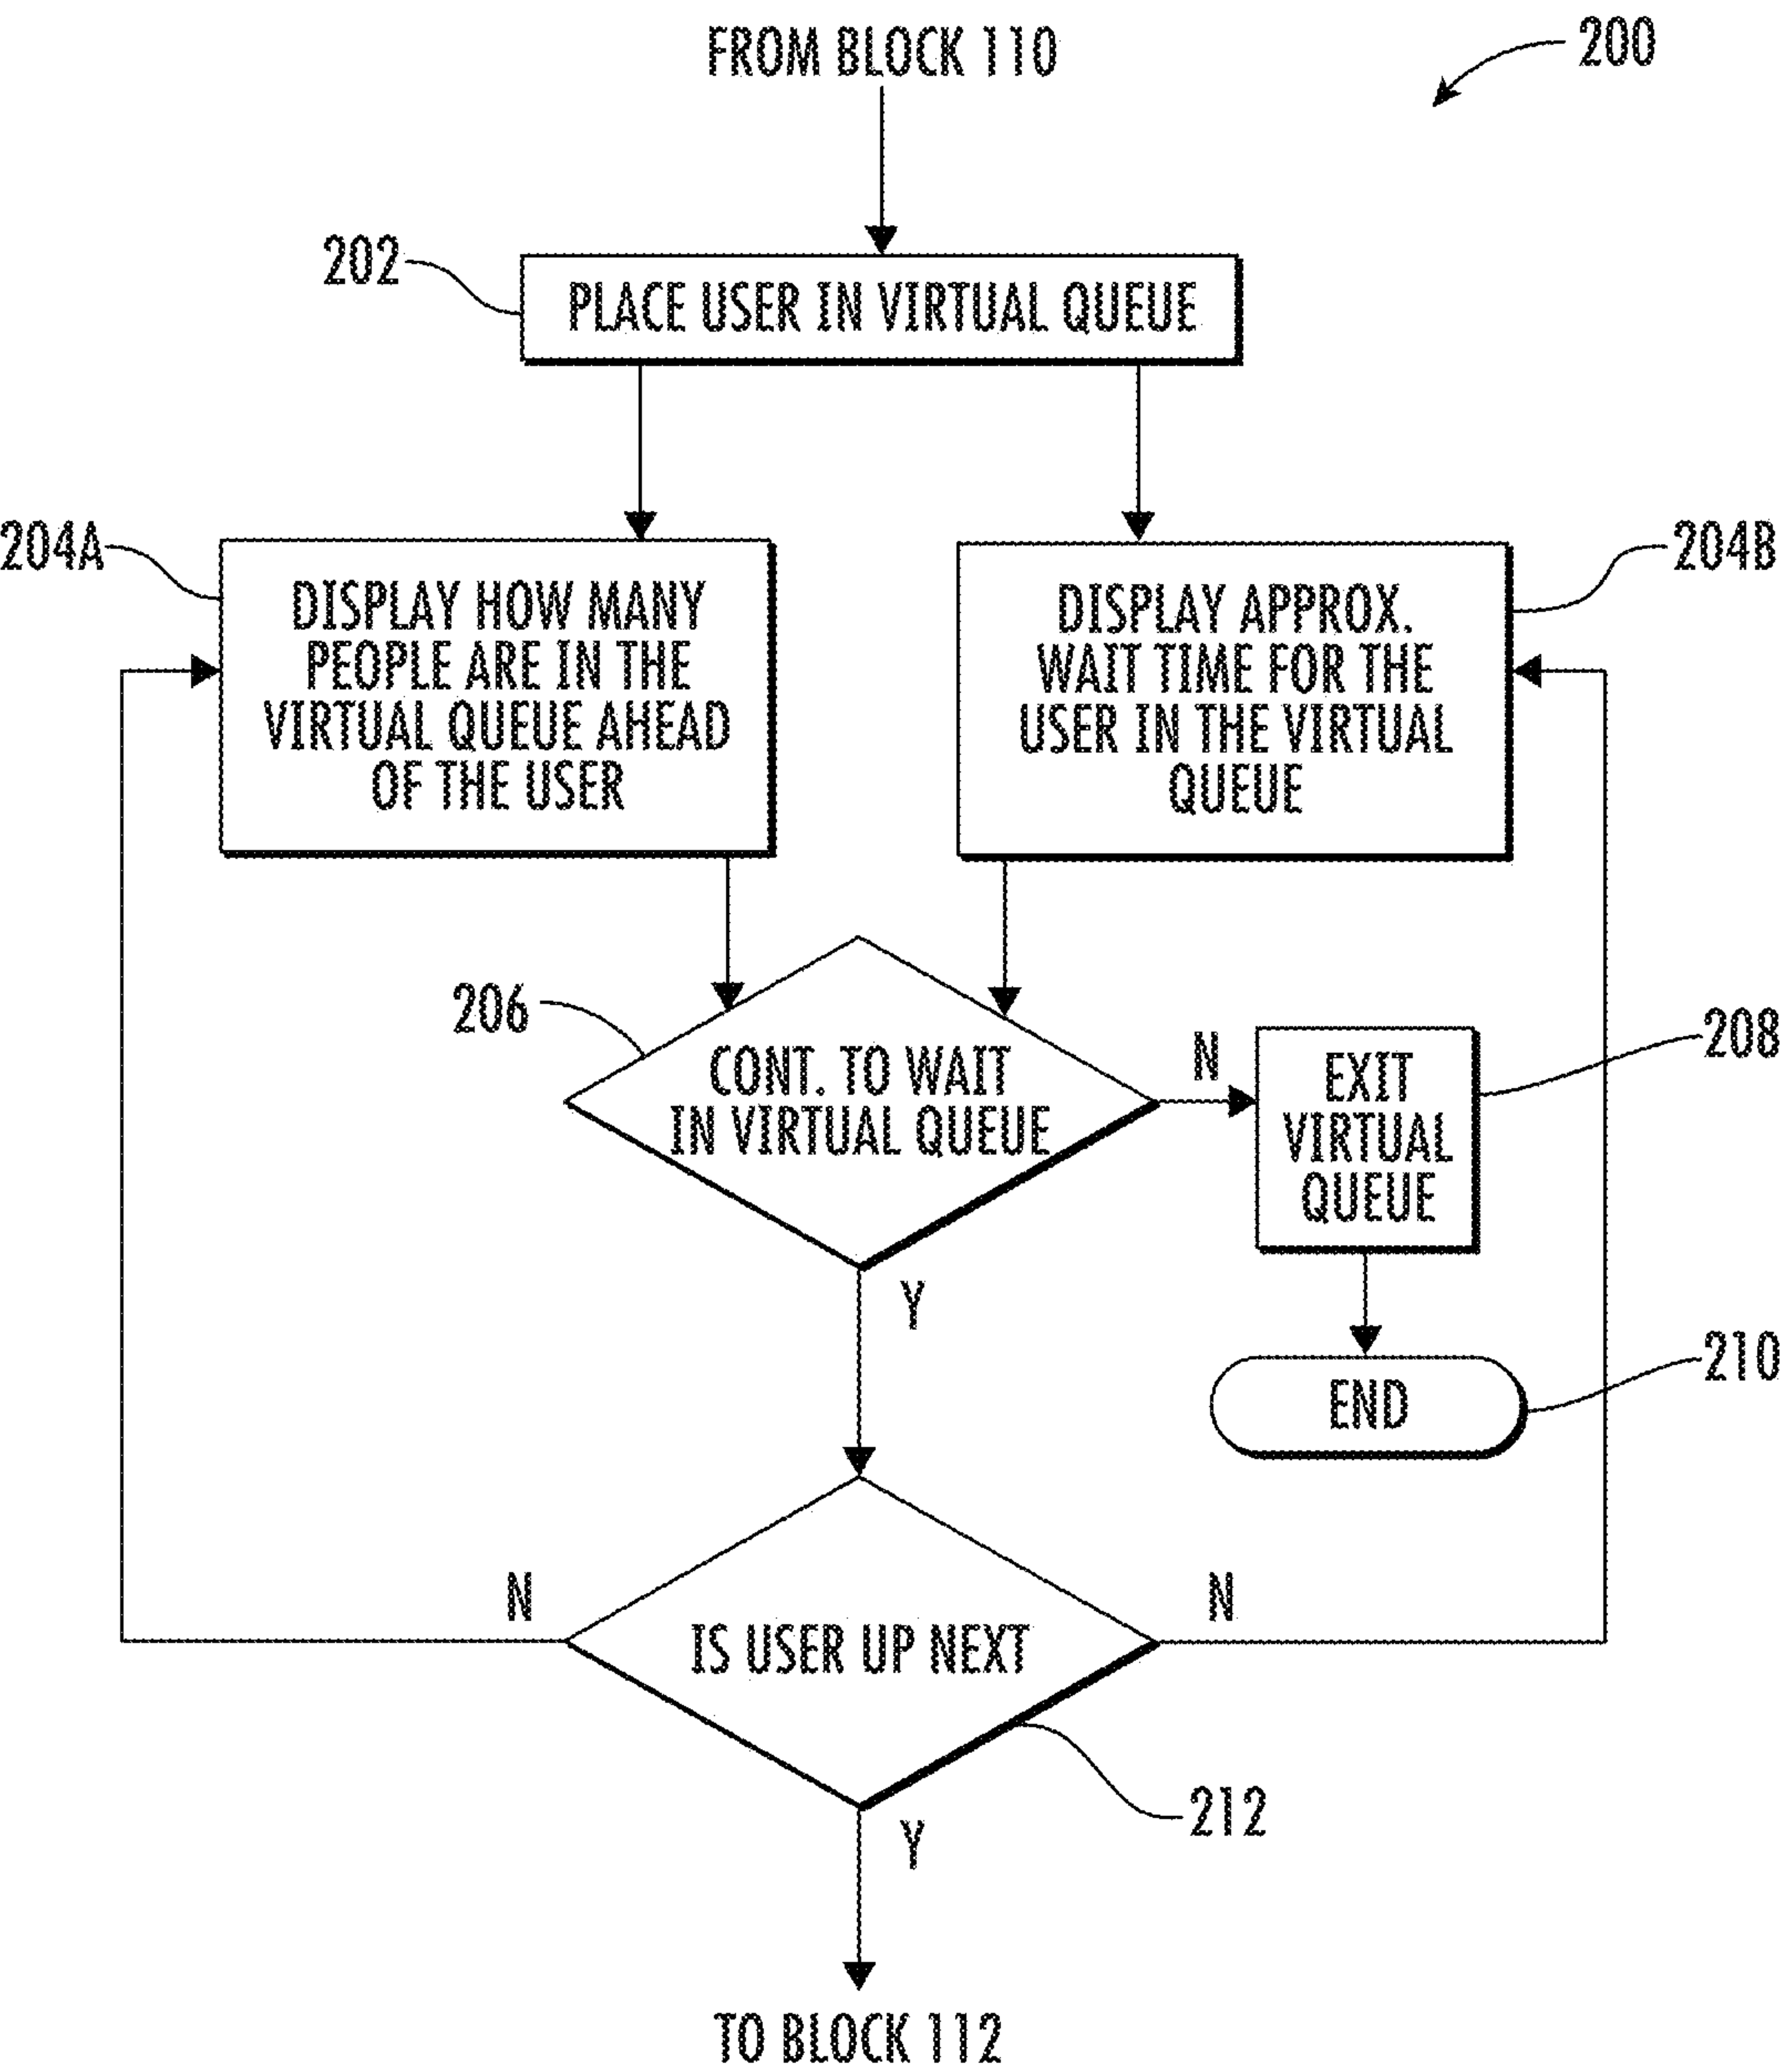 FROM BLOCK 110
200
202
PLACE USER IN VIRTUAL QUEUE
204A
DISPLAY HOW MANY
PEOPLE ARE IN THE
VIRTUAL QUEUE AHEAD
OF THE USER
204B
DISPLAY APPROX.
WAIT TIME FOR THE
USER IN THE VIRTUAL
QUEUE
206
CONT. TO WAIT
IN VIRTUAL QUEUE
N
208
EXIT
VIRTUAL
QUEUE
Y
210
END
N
IS USER UP NEXT
N
212
Y
TO BLOCK 112